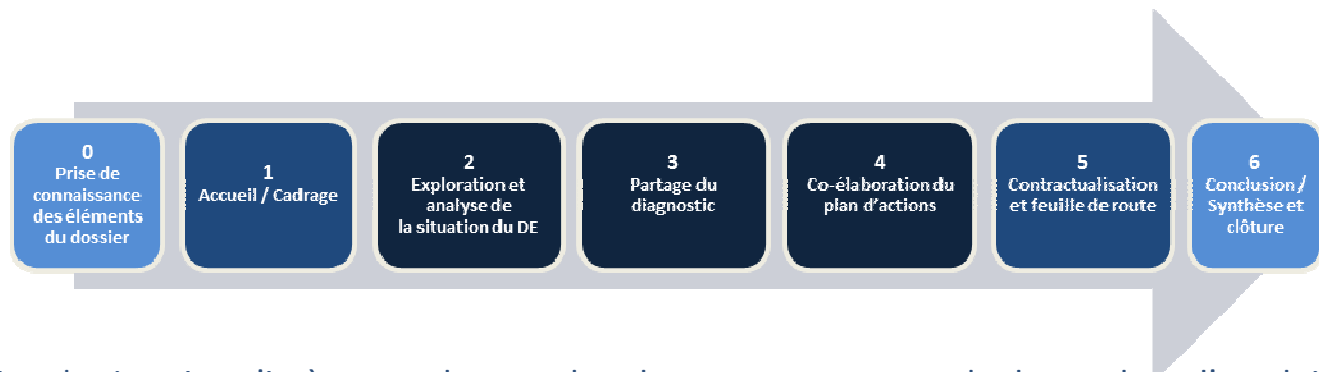 0
Prise de
connaissance
des éléments
du dossier
1
Accueil / Cadrage
2
Exploration et
analyse de
la situation du DE
3
Partage du
diagnostic
4
Co-élaboration du
plan d’actions
5
Contractualisation
et feuille de route
6
Conclusion /
Synthèse et
clôture